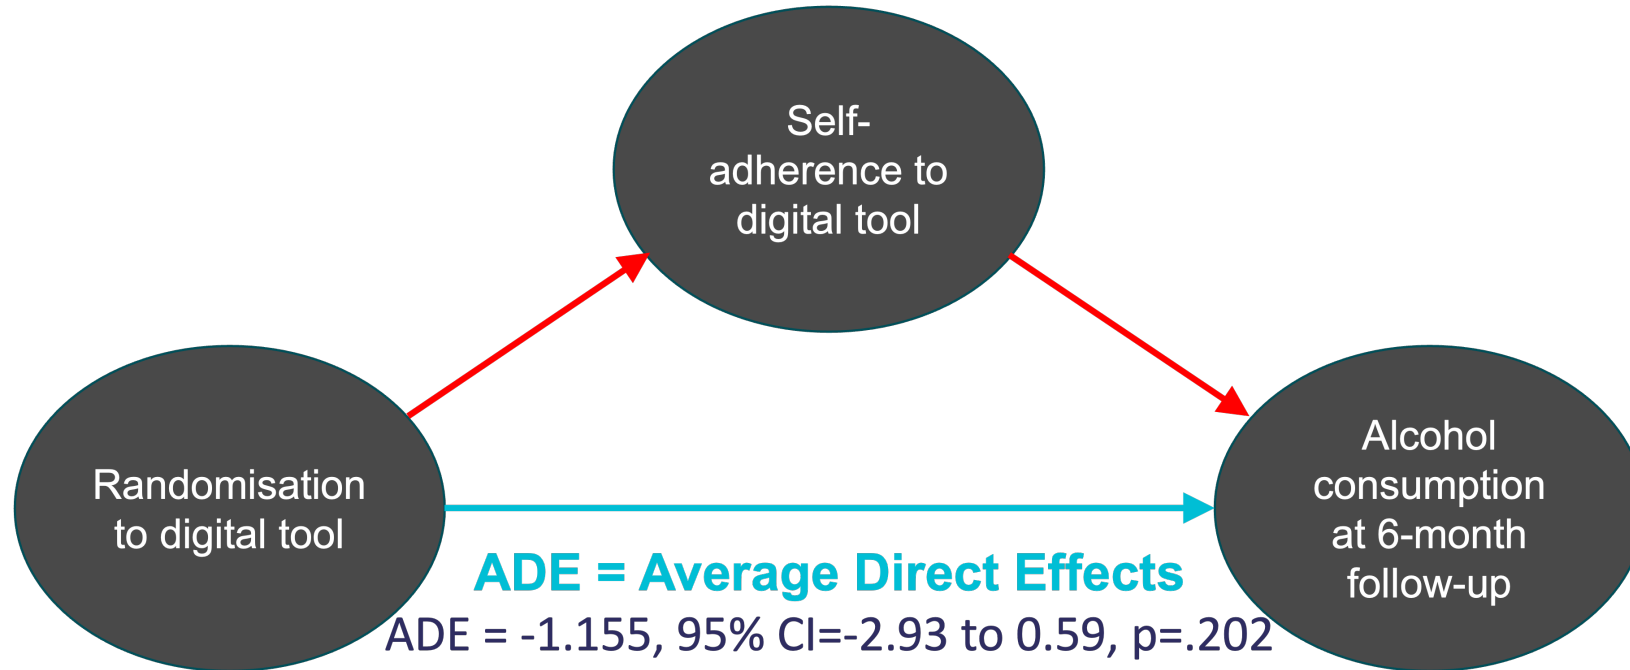 Self-
adherence to
digital tool
Randomisation
to digital tool
Alcohol
consumption
at 6-month
follow-up
ADE = Average Direct Effects
ADE = -1.155, 95% CI=-2.93 to 0.59, p=.202